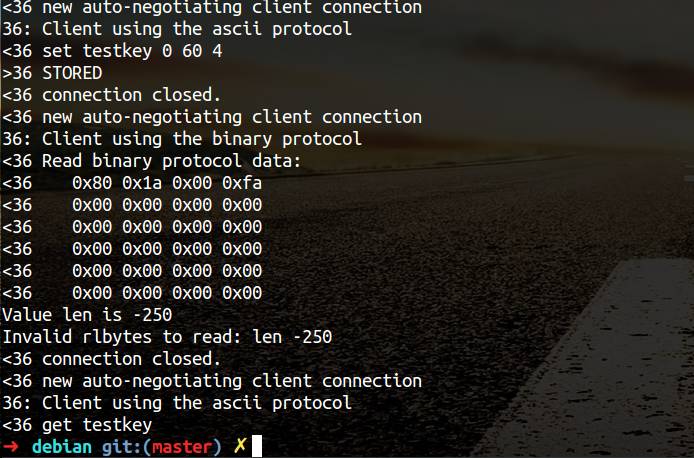 <36 new auto-negotiating client connection
36: Client using the ascii protocol
<36 set testkey 0 60 4
>36 STORED
<36 connection closed.
<36 new auto-negotiating client connection
36: Client using the binary protocol
<36 Read binary protocol data:
<36    0x80 0x1a 0x00 0xfa
<36    0x00 0x00 0x00 0x00
<36    0x00 0x00 0x00 0x00
<36    0x00 0x00 0x00 0x00
<36    0x00 0x00 0x00 0x00
<36    0x00 0x00 0x00 0x00
Value len is -250
Invalid rlbytes to read: len -250
<36 connection closed.
<36 new auto-negotiating client connection
36: Client using the ascii protocol
<36 get testkey
➜  debian git:(master) ✗